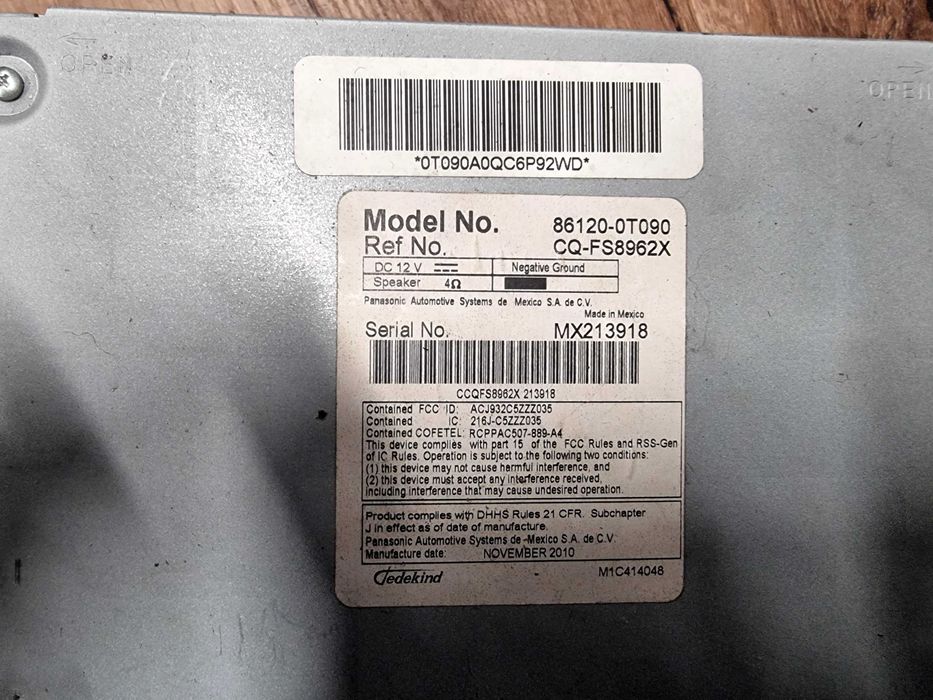 OPEN
OPEN
*0T090A0QC6P92WD*
Model No. 86120-0T090
Ref No. CQ-FS8962X
DC 12 V Negative Ground
Speaker 4Ω
Panasonic Automotive Systems de Mexico S.A. de C.V.
Made in Mexico
Serial No. MX213918
CCQFS8962X 213918
Contained FCC ID: ACJ932C5ZZZ035
Contained IC: 216J-C5ZZZ035
Contained COFETEL: RCPPAC507-889-A4
This device complies with part 15 of the FCC Rules and RSS-Gen
of IC Rules. Operation is subject to the following two conditions:
(1) this device may not cause harmful interference, and
(2) this device must accept any interference received,
including interference that may cause undesired operation.
Product complies with DHHS Rules 21 CFR. Subchapter
J in effect as of date of manufacture.
Panasonic Automotive Systems de Mexico S.A. de C.V.
Manufacture date: NOVEMBER 2010
Tedekind M1C414048